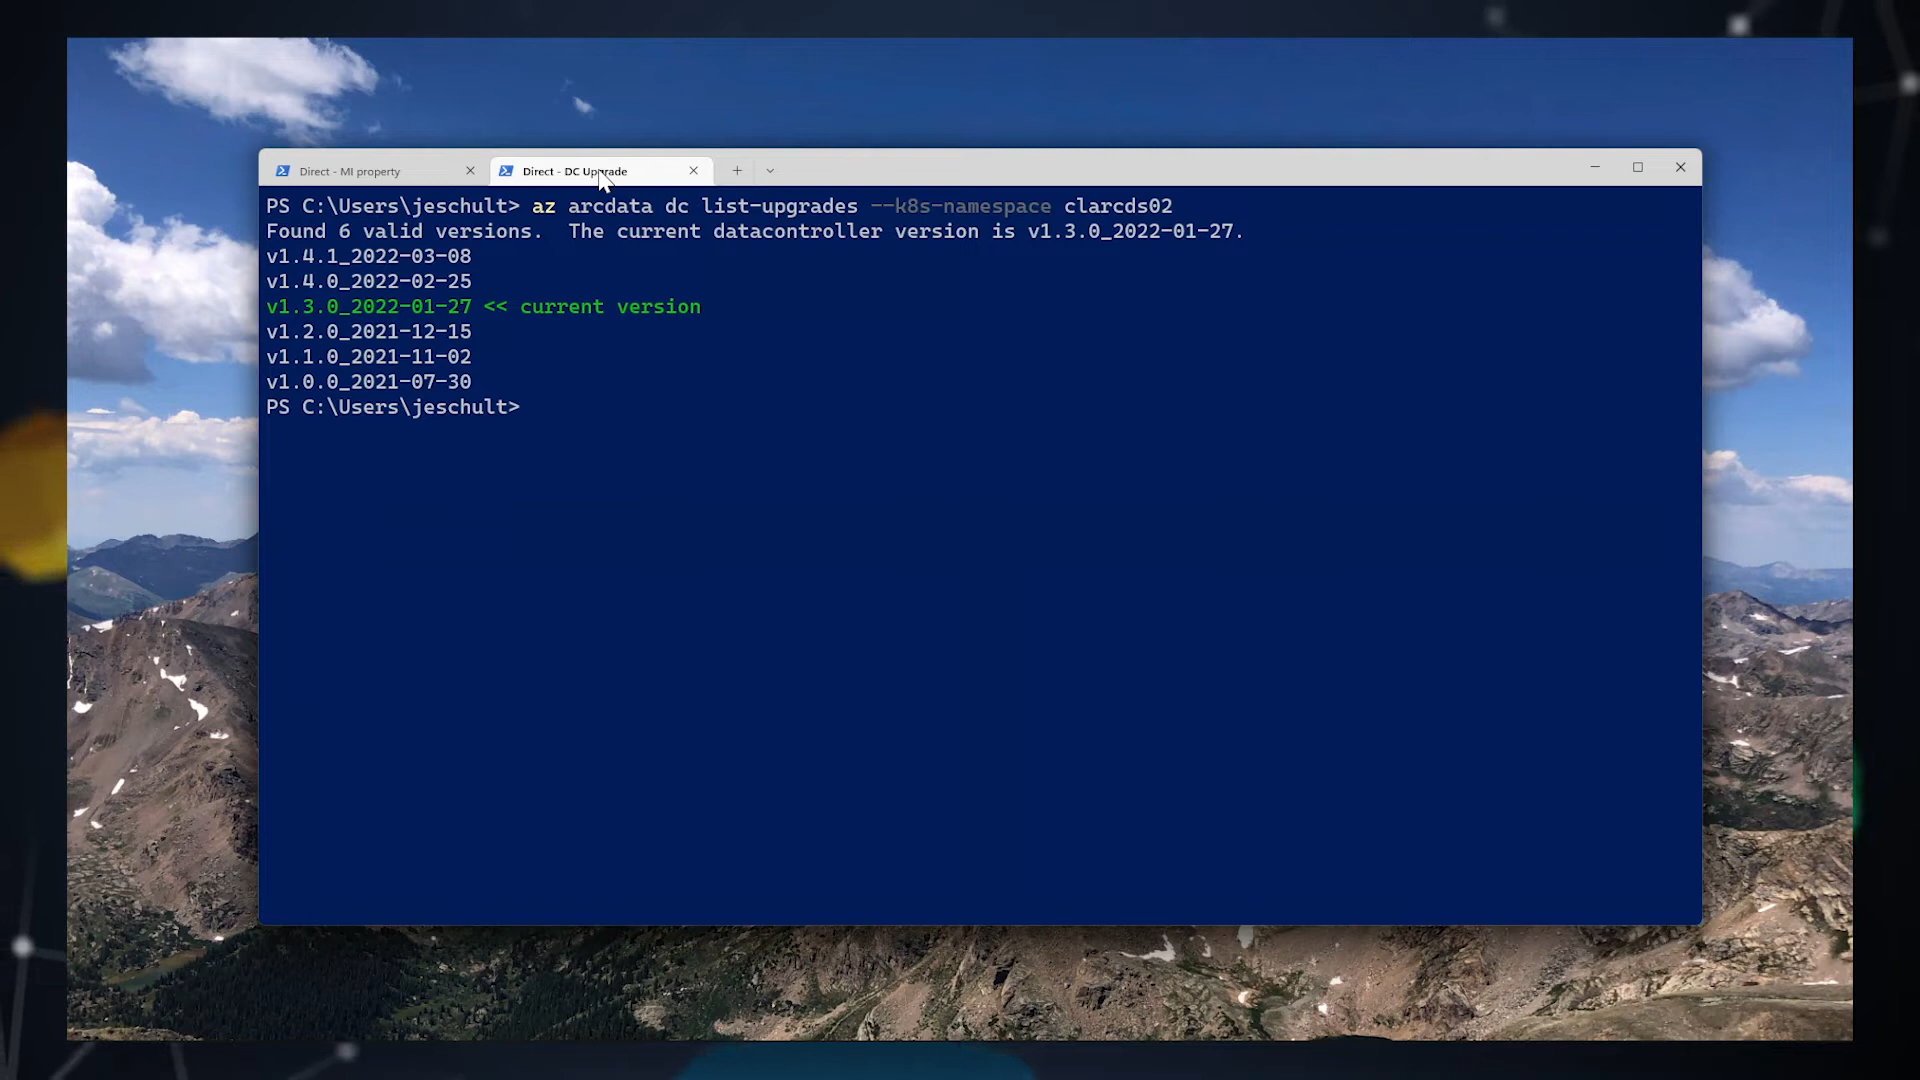 Direct - MI property
Direct - DC Upgrade
PS C:\Users\jeschult> az arcdata dc list-upgrades --k8s-namespace clarcds02
Found 6 valid versions.  The current datacontroller version is v1.3.0_2022-01-27.
v1.4.1_2022-03-08
v1.4.0_2022-02-25
v1.3.0_2022-01-27 << current version
v1.2.0_2021-12-15
v1.1.0_2021-11-02
v1.0.0_2021-07-30
PS C:\Users\jeschult>